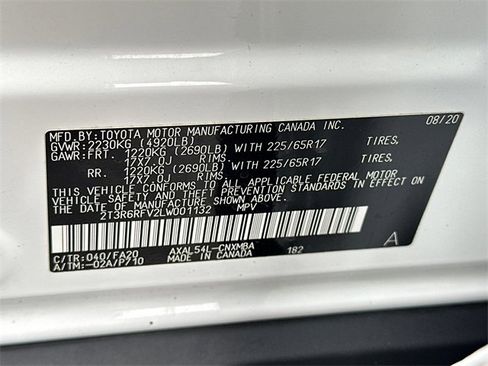 MFD.BY:TOYOTA MOTOR MANUFACTURING CANADA INC. 08/20
GVWR:2230KG (4920LB)
GAWR:FRT. 1220KG (2690LB) WITH 225/65R17 TIRES,
17X7.0J RIMS.
RR. 1220KG (2690LB) WITH 225/65R17 TIRES,
17X7.0J RIMS.
THIS VEHICLE CONFORMS TO ALL APPLICABLE FEDERAL MOTOR
VEHICLE SAFETY AND THEFT PREVENTION STANDARDS IN EFFECT
ON THE DATE OF MANUFACTURE SHOWN ABOVE.
2T3R6RFV2LW001132 MPV
C/TR:040/FA20 AXAL54L-CNXMBA A
A/TM:-02A/P710 MADE IN CANADA 182